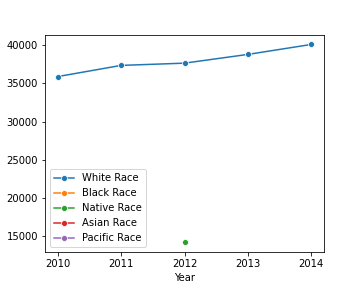 40000
35000
30000
25000
20000
15000
White Race
Black Race
Native Race
Asian Race
Pacific Race
2010 2011 2012 2013 2014
Year